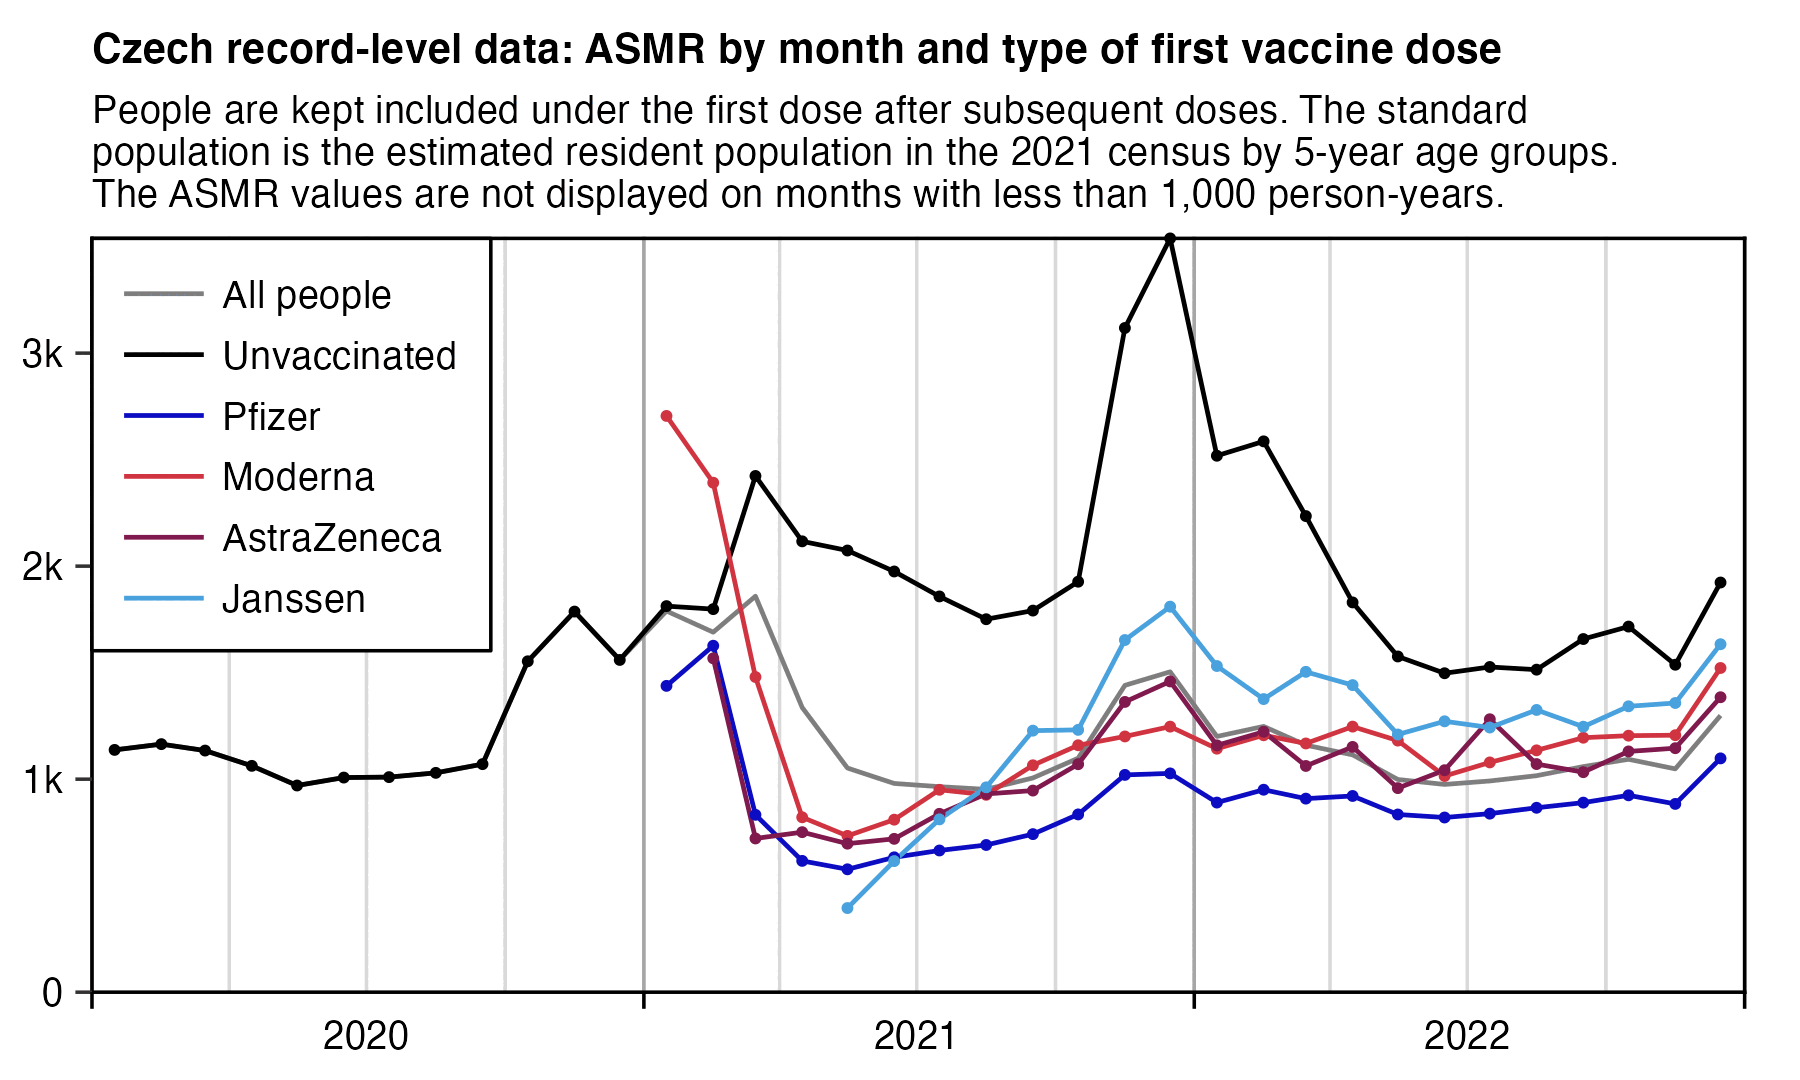 Czech record-level data: ASMR by month and type of first vaccine dose
People are kept included under the first dose after subsequent doses. The standard
population is the estimated resident population in the 2021 census by 5-year age groups.
The ASMR values are not displayed on months with less than 1,000 person-years.
All people
Unvaccinated
Pfizer
Moderna
AstraZeneca
Janssen
3k
2k
1k
0
2020
2021
2022